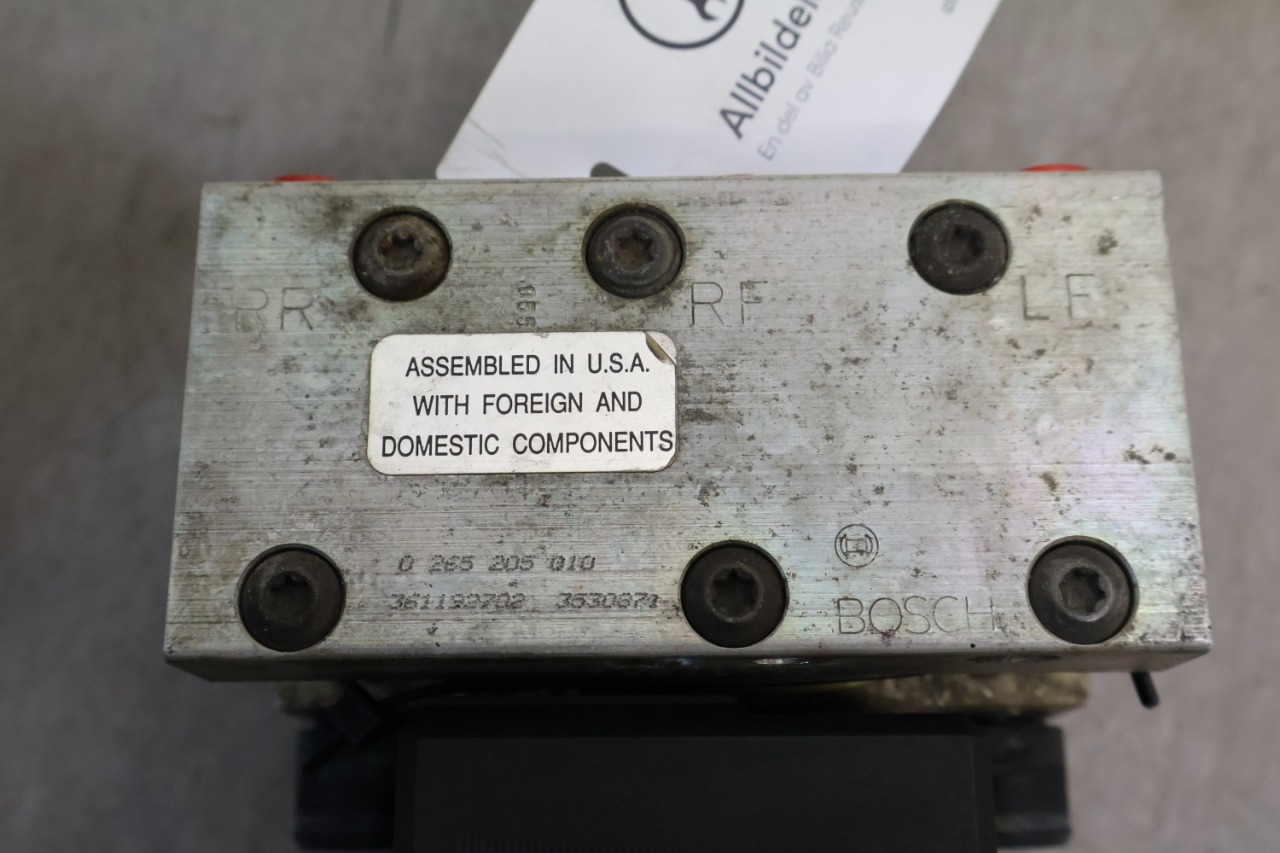 Allbildelar
En del av Bilia
RR
RF
LF
ASSEMBLED IN U.S.A.
WITH FOREIGN AND
DOMESTIC COMPONENTS
0 265 205 010
BOSCH